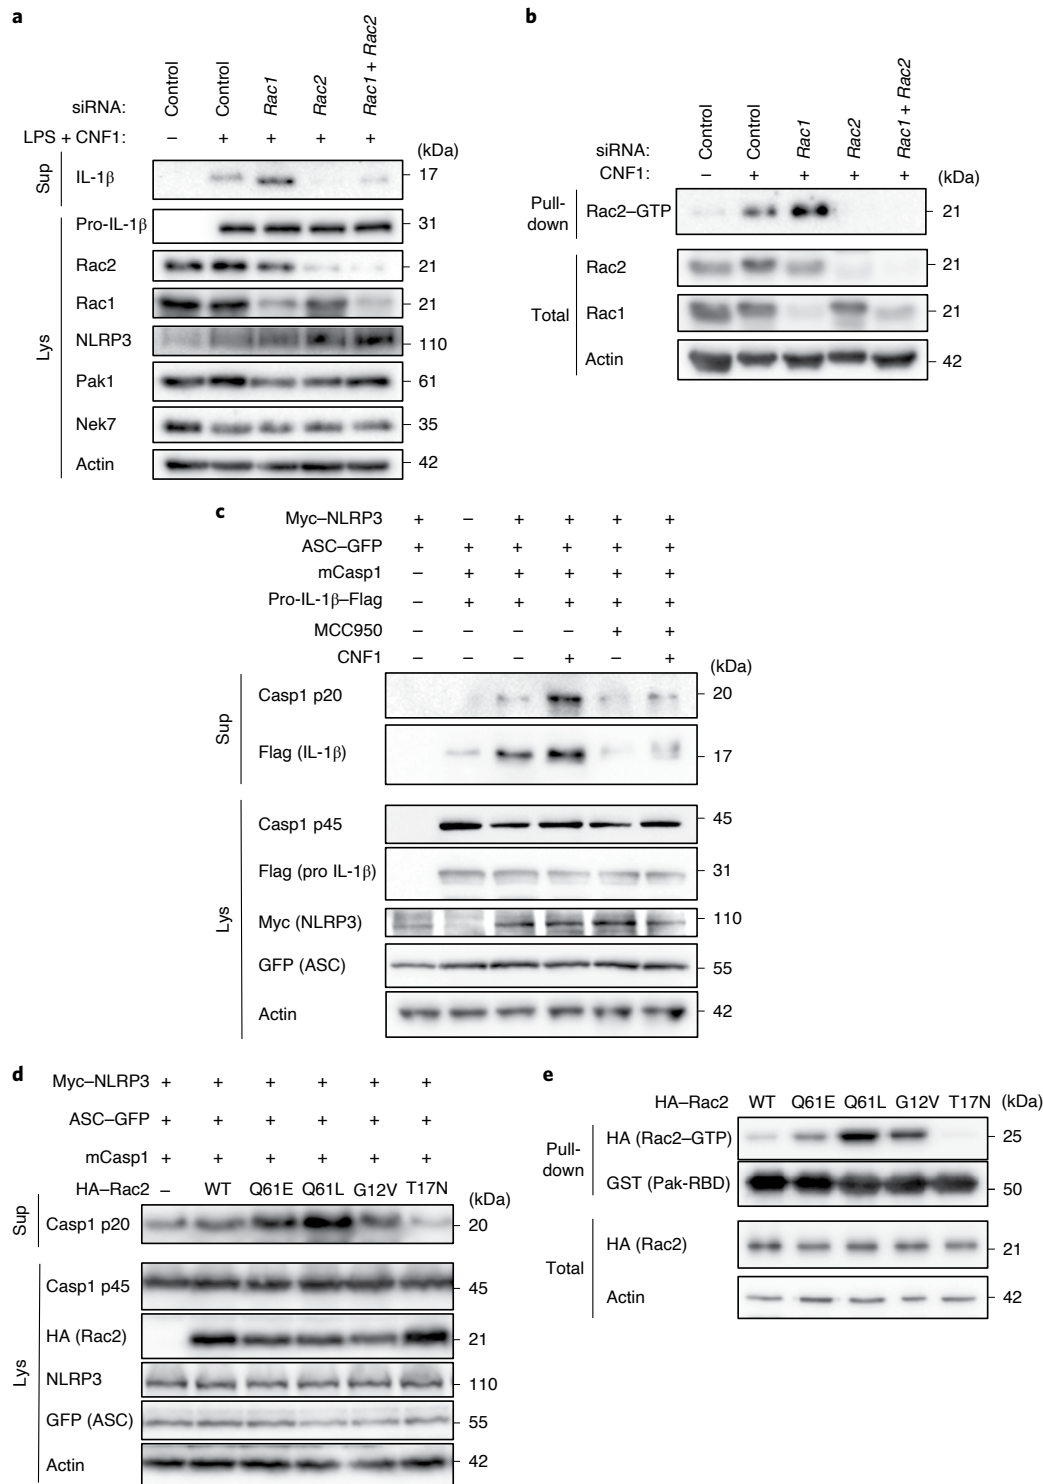 a
siRNA: Control Control Rac1 Rac2 Rac1 + Rac2
LPS + CNF1: – + + + +
(kDa)
Sup
IL-1β 17
Lys
Pro-IL-1β 31
Rac2 21
Rac1 21
NLRP3 110
Pak1 61
Nek7 35
Actin 42
b
siRNA: Control Control Rac1 Rac2 Rac1 + Rac2
CNF1: – + + + + (kDa)
Pull-
down
Rac2–GTP 21
Total
Rac2 21
Rac1 21
Actin 42
c
Myc–NLRP3 + – + + + +
ASC–GFP + + + + + +
mCasp1 – + + + + +
Pro-IL-1β–Flag – + + + + +
MCC950 – – – – + +
CNF1 – – – + – +
(kDa)
Sup
Casp1 p20 20
Flag (IL-1β) 17
Lys
Casp1 p45 45
Flag (pro IL-1β) 31
Myc (NLRP3) 110
GFP (ASC) 55
Actin 42
d
Myc–NLRP3 + + + + + +
ASC–GFP + + + + + +
mCasp1 + + + + + +
HA–Rac2 – WT Q61E Q61L G12V T17N
(kDa)
Sup
Casp1 p20 20
Lys
Casp1 p45 45
HA (Rac2) 21
NLRP3 110
GFP (ASC) 55
Actin 42
e
HA–Rac2 WT Q61E Q61L G12V T17N (kDa)
Pull-
down
HA (Rac2–GTP) 25
GST (Pak-RBD) 50
Total
HA (Rac2) 21
Actin 42